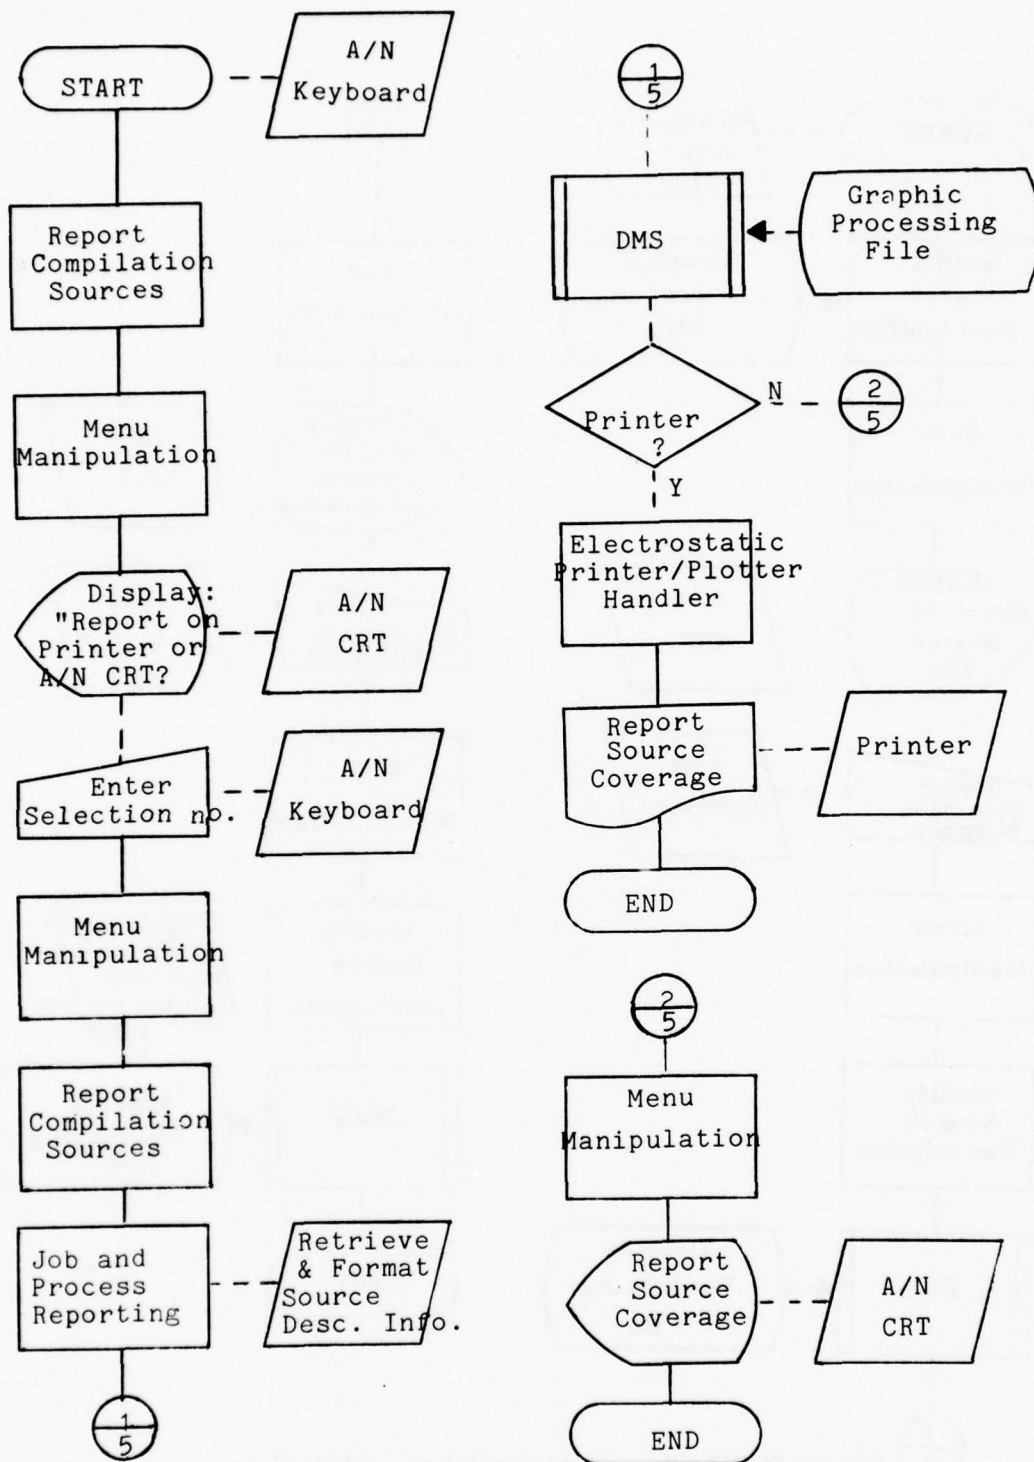 START
A/N
Keyboard
Report
Compilation
Sources
Menu
Manipulation
Display:
"Report on
Printer or
A/N CRT?
A/N
CRT
Enter
Selection no.
A/N
Keyboard
Menu
Manipulation
Report
Compilation
Sources
Job and
Process
Reporting
Retrieve
& Format
Source
Desc. Info.
1
5
1
5
DMS
Graphic
Processing
File
Printer
?
N
2
5
Y
Electrostatic
Printer/Plotter
Handler
Report
Source
Coverage
Printer
END
2
5
Menu
Manipulation
Report
Source
Coverage
A/N
CRT
END